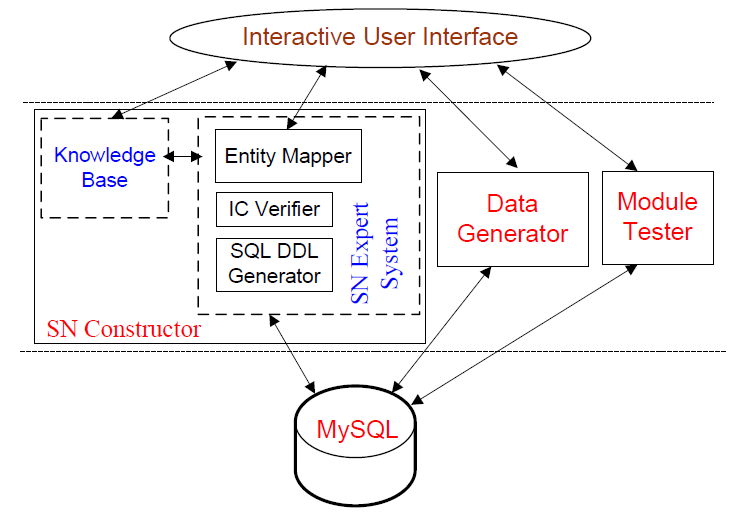 Interactive User Interface
Knowledge
Base
Entity Mapper
IC Verifier
SQL DDL
Generator
SN Expert
System
SN Constructor
Data
Generator
Module
Tester
MySQL